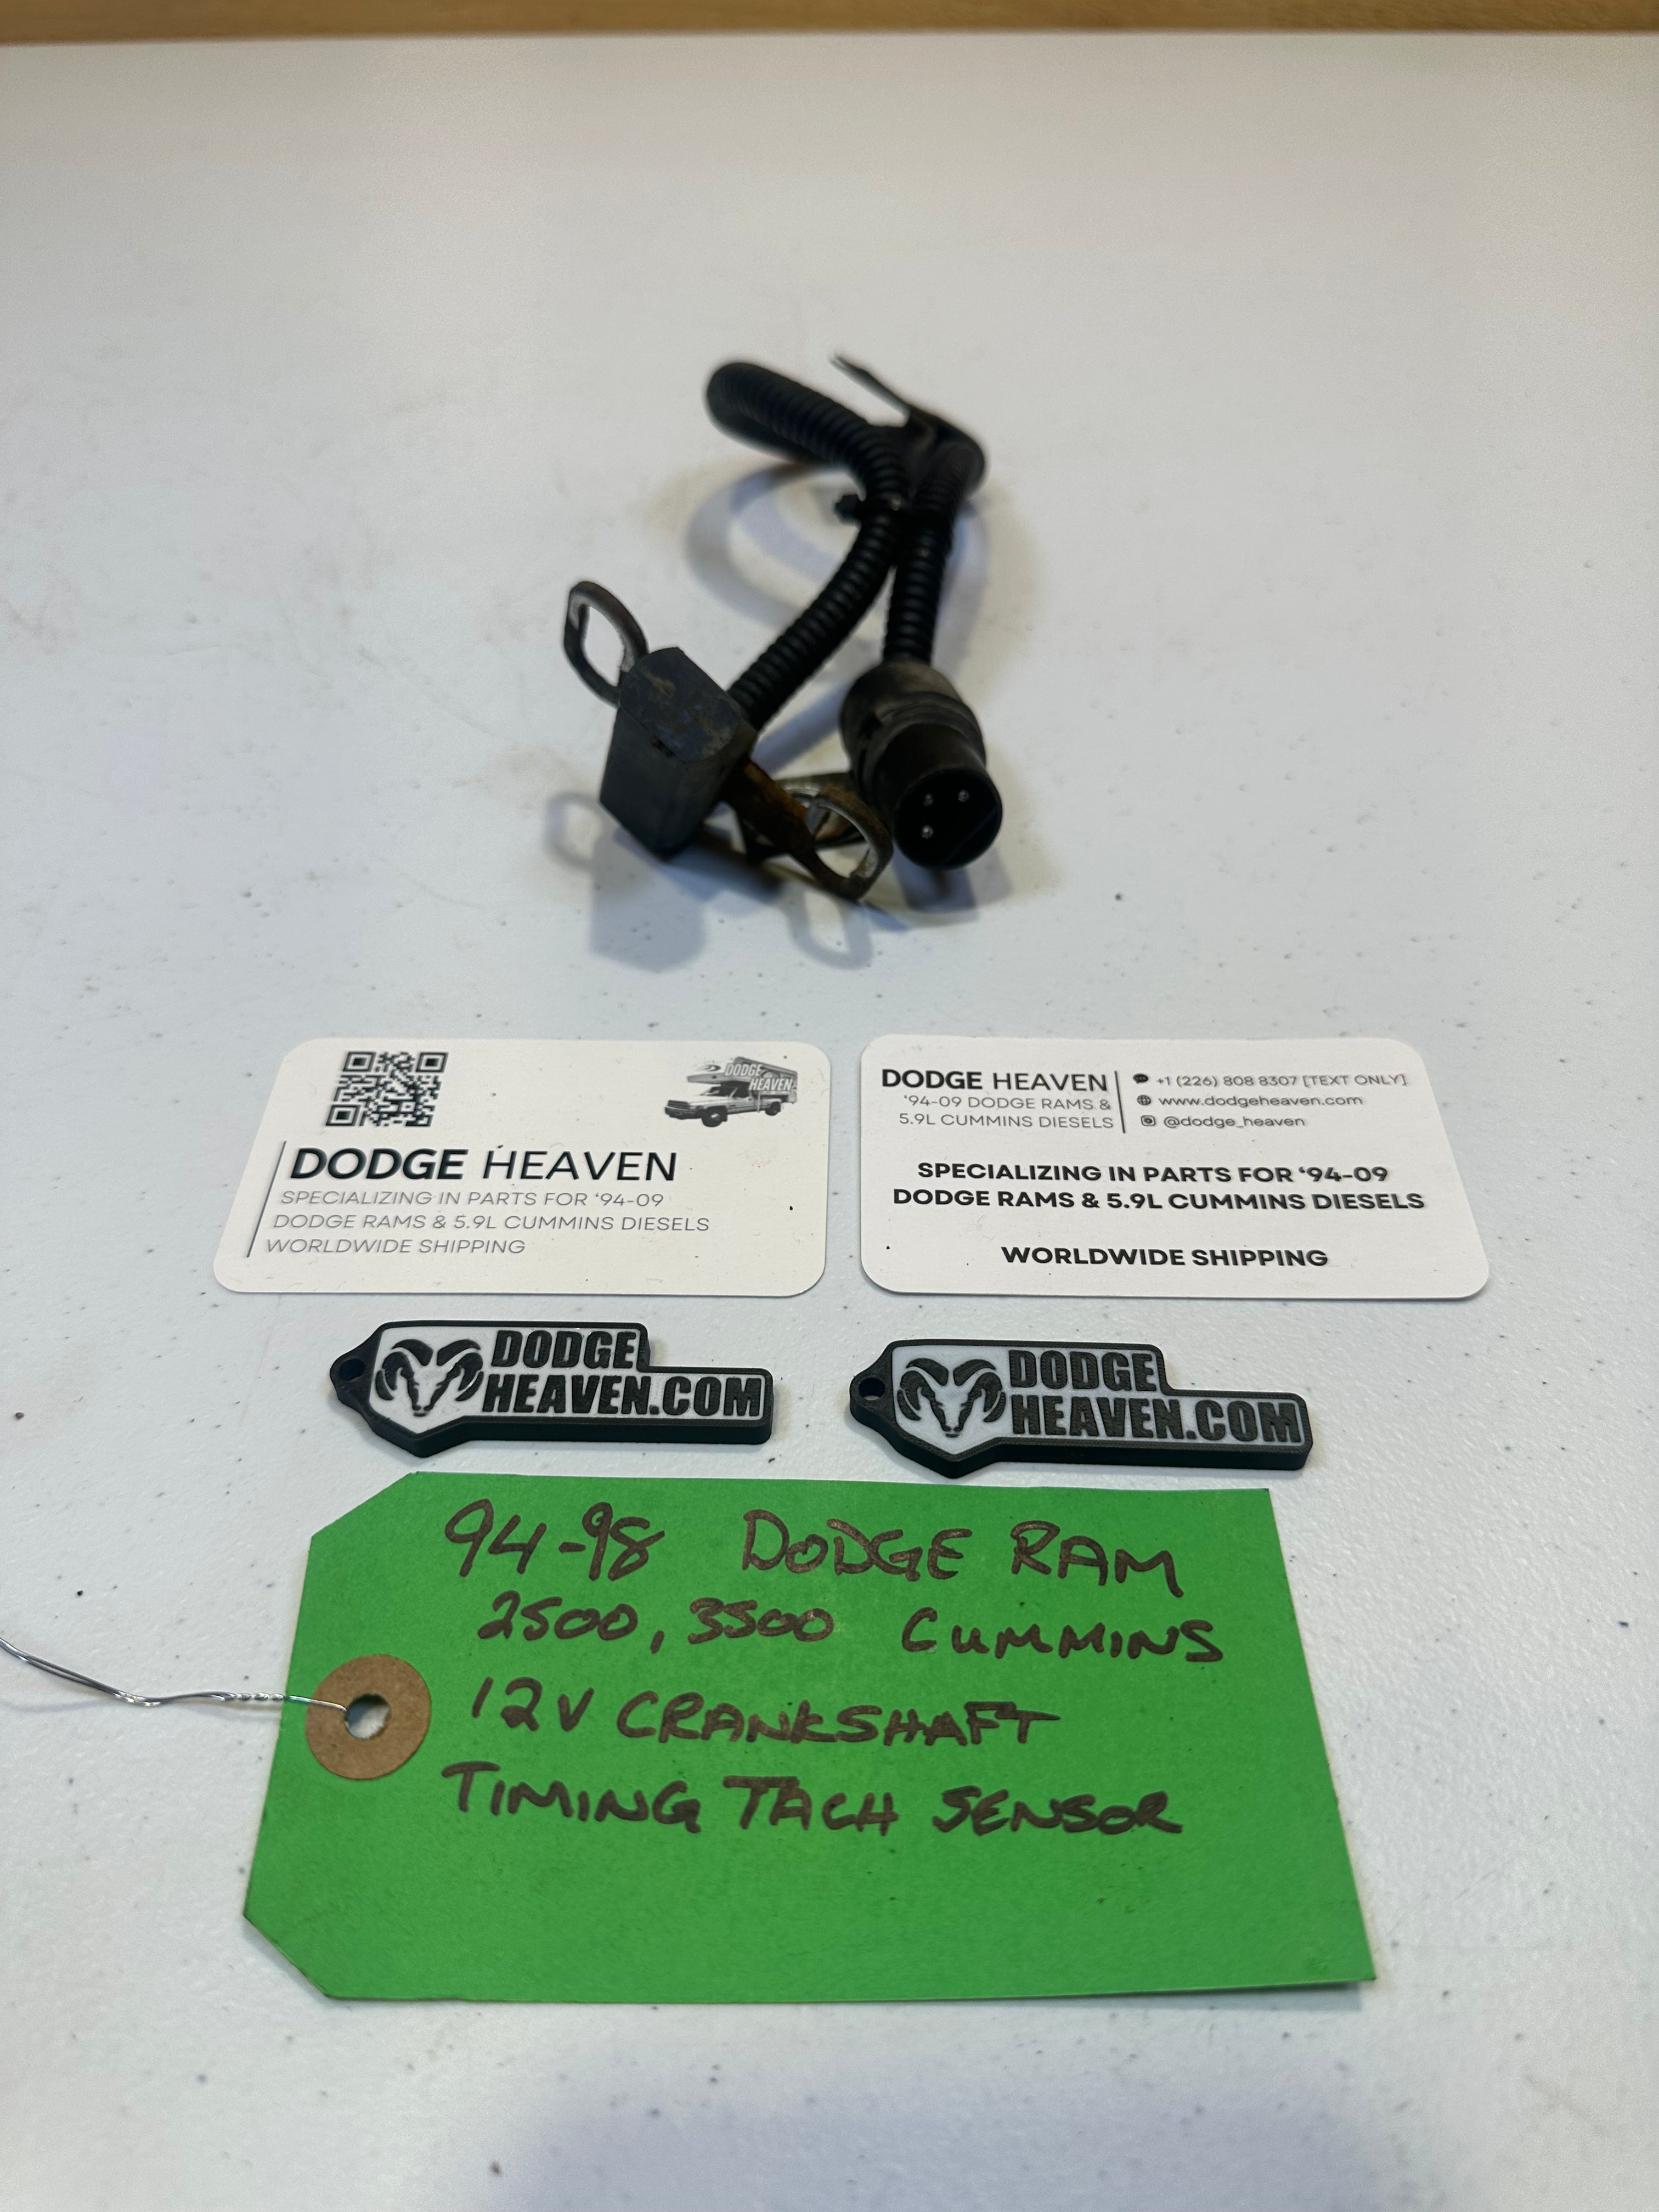 DODGE
HEAVEN
DODGE HEAVEN
SPECIALIZING IN PARTS FOR ‘94-09
DODGE RAMS & 5.9L CUMMINS DIESELS
WORLDWIDE SHIPPING
DODGE HEAVEN
‘94-09 DODGE RAMS &
5.9L CUMMINS DIESELS
+1 (226) 808 8307 [TEXT ONLY]
www.dodgeheaven.com
@dodge_heaven
SPECIALIZING IN PARTS FOR ‘94-09
DODGE RAMS & 5.9L CUMMINS DIESELS
WORLDWIDE SHIPPING
DODGE
HEAVEN.COM
DODGE
HEAVEN.COM
94-98 DODGE RAM
2500, 3500 CUMMINS
12V CRANKSHAFT
TIMING TACH SENSOR